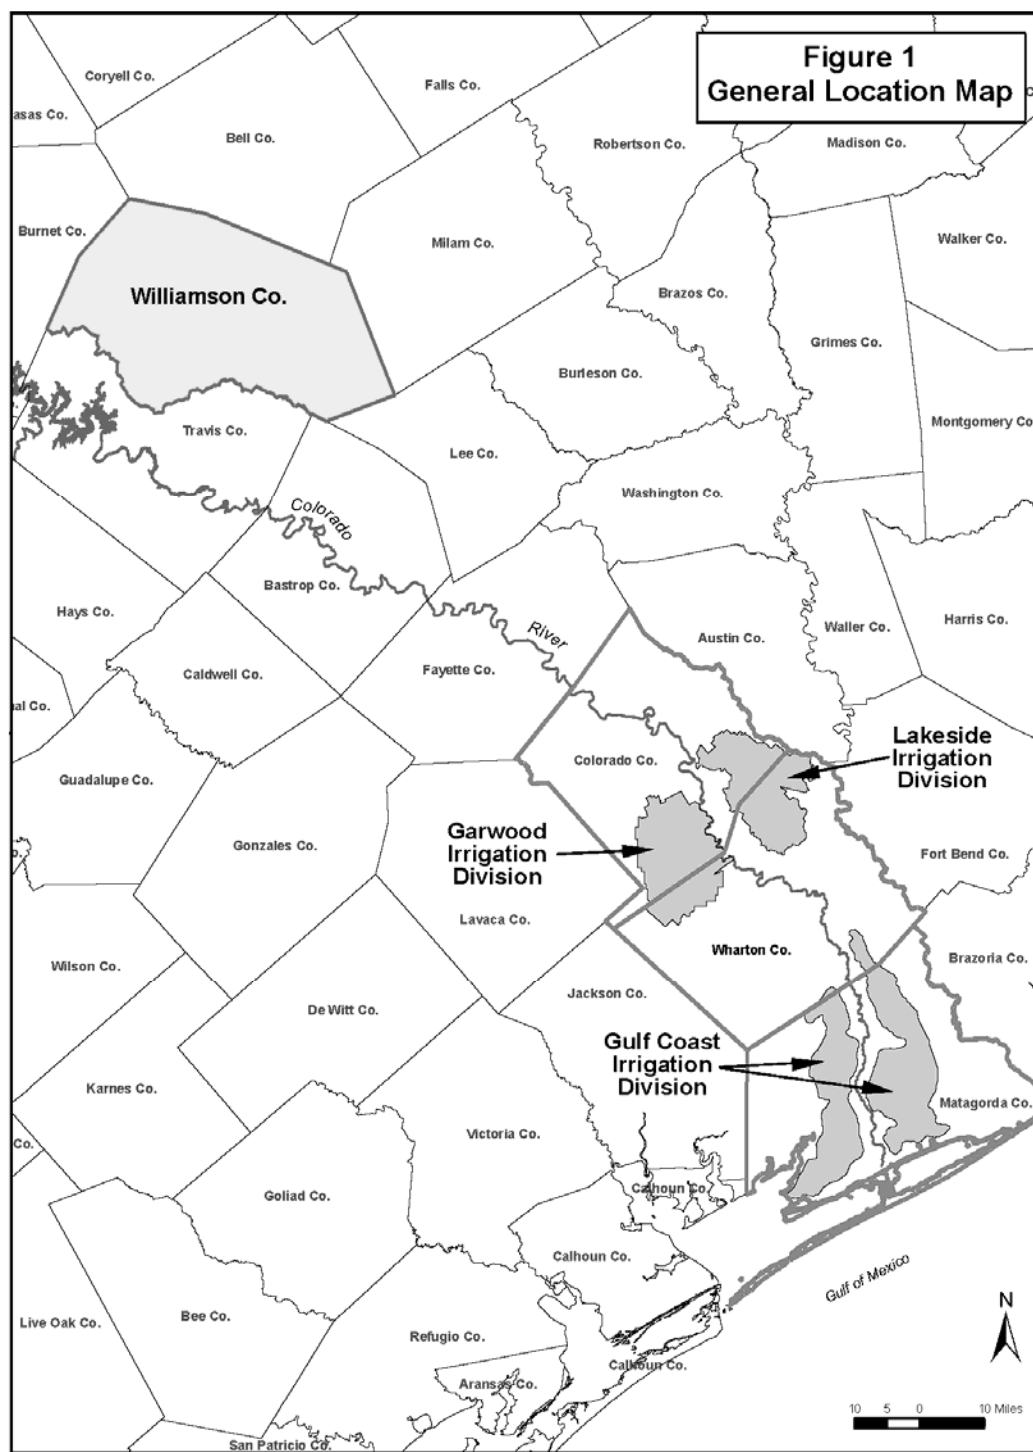 Figure 1
General Location Map
Coryell Co.
Falls Co.
asas Co.
Bell Co.
Robertson Co.
Madison Co.
Burnet Co.
Milam Co.
Walker Co.
Williamson Co.
Brazos Co.
Grimes Co.
Burleson Co.
Travis Co.
Montgomery Co
Lee Co.
Washington Co.
Colorado
Bastrop Co.
Hays Co.
River
Austin Co.
Waller Co.
Harris Co.
Caldwell Co.
Fayette Co.
al Co.
Lakeside
Irrigation
Division
Colorado Co.
Guadalupe Co.
Garwood
Irrigation
Division
Gonzales Co.
Fort Bend Co.
Lavaca Co.
Wharton Co.
Brazoria Co.
Wilson Co.
Jackson Co.
De Witt Co.
Gulf Coast
Irrigation
Division
Karnes Co.
Matagorda Co.
Victoria Co.
Co.
Calhoun Co.
Goliad Co.
Calhoun Co.
Gulf of Mexico
Live Oak Co.
Bee Co.
Refugio Co.
N
Calhoun Co.
Aransas Co.
10 5 0 10 Miles
San Patricio Co.